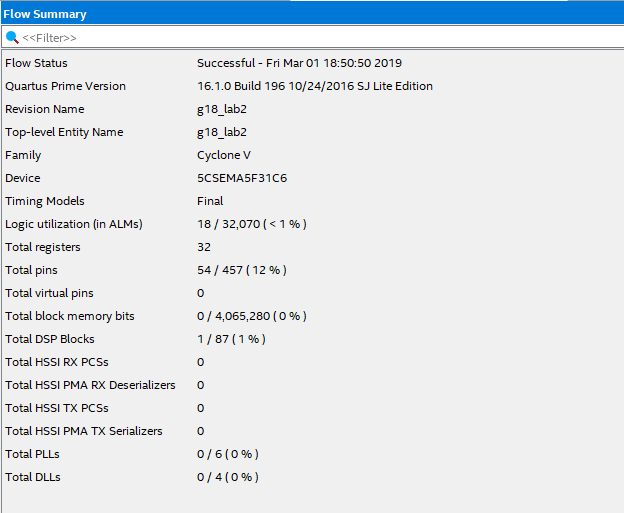 Flow Summary
<<Filter>>
Flow Status Successful - Fri Mar 01 18:50:50 2019
Quartus Prime Version 16.1.0 Build 196 10/24/2016 SJ Lite Edition
Revision Name g18_lab2
Top-level Entity Name g18_lab2
Family Cyclone V
Device 5CSEMA5F31C6
Timing Models Final
Logic utilization (in ALMs) 18 / 32,070 ( < 1 % )
Total registers 32
Total pins 54 / 457 ( 12 % )
Total virtual pins 0
Total block memory bits 0 / 4,065,280 ( 0 % )
Total DSP Blocks 1 / 87 ( 1 % )
Total HSSI RX PCSs 0
Total HSSI PMA RX Deserializers 0
Total HSSI TX PCSs 0
Total HSSI PMA TX Serializers 0
Total PLLs 0 / 6 ( 0 % )
Total DLLs 0 / 4 ( 0 % )